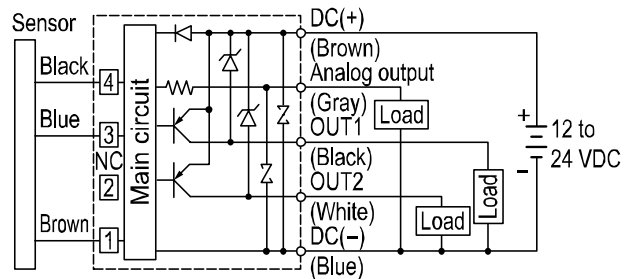 Sensor
Black
Blue
NC
Brown
4
3
2
1
Main circuit
DC(+)
(Brown)
Analog output
(Gray)
OUT1
(Black)
OUT2
(White)
DC(−)
(Blue)
Load
Load
Load
+
12 to
24 VDC
-